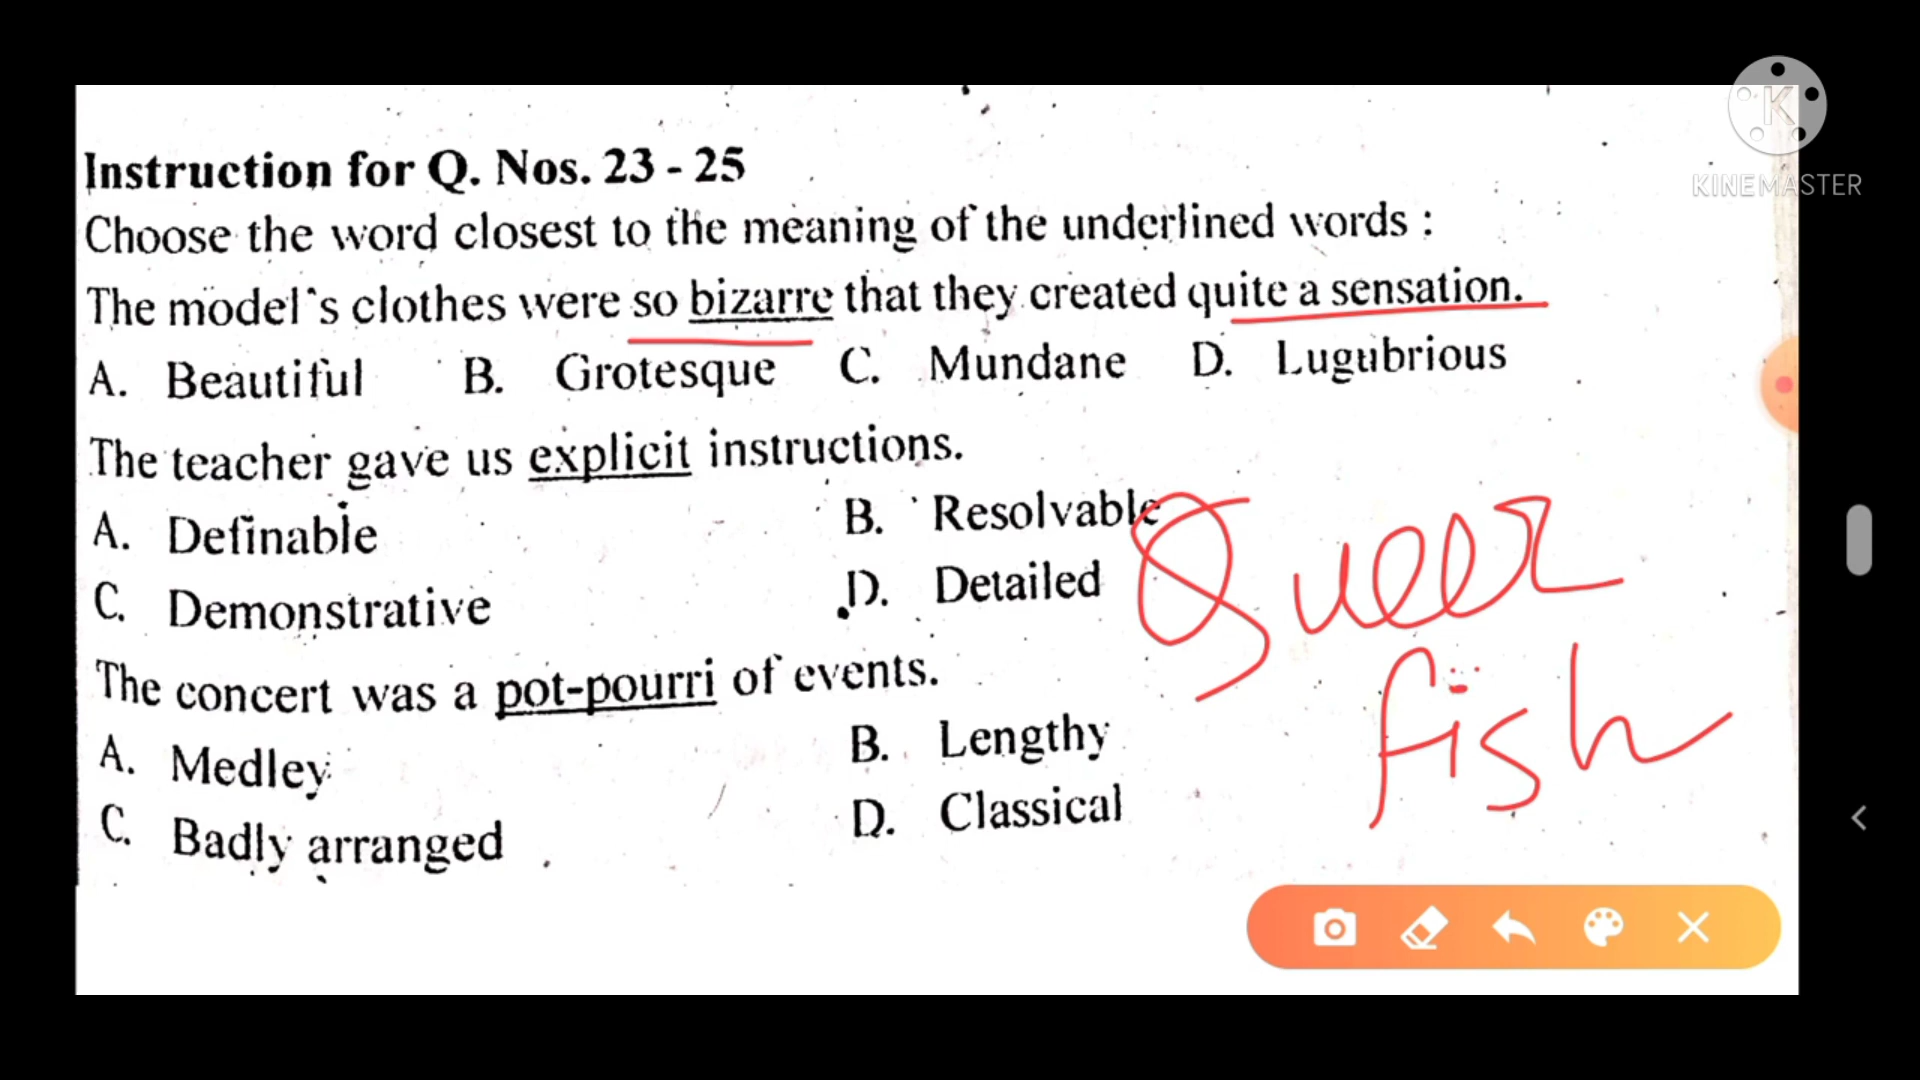 KINEMASTER
Instruction for Q. Nos. 23 - 25
Choose the word closest to the meaning of the underlined words :
The model's clothes were so bizarre that they created quite a sensation.
A. Beautiful B. Grotesque C. Mundane D. Lugubrious
The teacher gave us explicit instructions.
A. Definable B. Resolvable
C. Demonstrative D. Detailed
The concert was a pot-pourri of events.
A. Medley B. Lengthy
C. Badly arranged D. Classical
Queer
fish